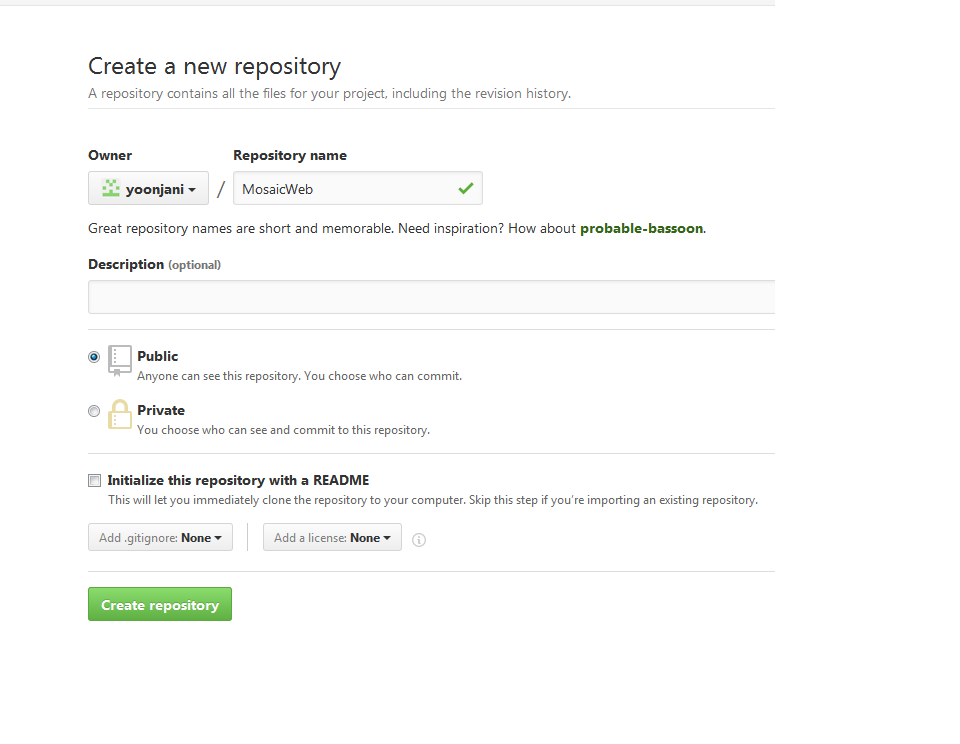 Create a new repository
A repository contains all the files for your project, including the revision history.
Owner Repository name
yoonjani / MosaicWeb
Great repository names are short and memorable. Need inspiration? How about probable-bassoon.
Description (optional)
Public
Anyone can see this repository. You choose who can commit.
Private
You choose who can see and commit to this repository.
Initialize this repository with a README
This will let you immediately clone the repository to your computer. Skip this step if you’re importing an existing repository.
Add .gitignore: None Add a license: None
Create repository